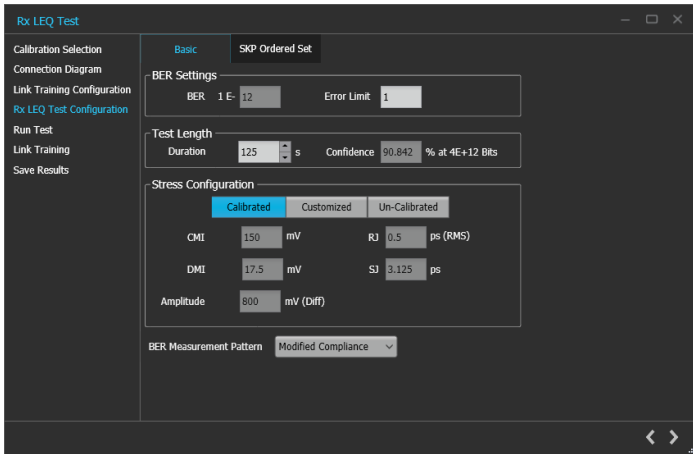 Rx LEQ Test
Calibration Selection
Connection Diagram
Link Training Configuration
Rx LEQ Test Configuration
Run Test
Link Training
Save Results
Basic SKP Ordered Set
BER Settings
BER 1 E- 12 Error Limit 1
Test Length
Duration 125 s Confidence 90.842 % at 4E+12 Bits
Stress Configuration
Calibrated Customized Un-Calibrated
CMI 150 mV RJ 0.5 ps (RMS)
DMI 17.5 mV SJ 3.125 ps
Amplitude 800 mV (Diff)
BER Measurement Pattern Modified Compliance